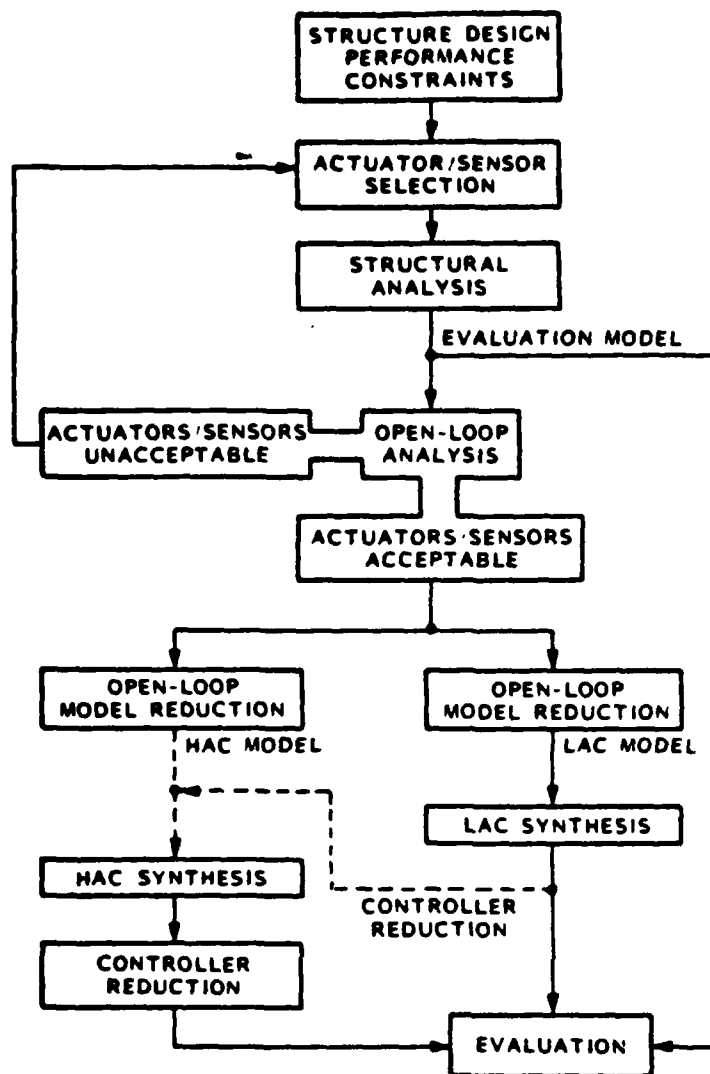 STRUCTURE DESIGN
PERFORMANCE
CONSTRAINTS
ACTUATOR/SENSOR
SELECTION
STRUCTURAL
ANALYSIS
EVALUATION MODEL
ACTUATORS/SENSORS
UNACCEPTABLE
OPEN-LOOP
ANALYSIS
ACTUATORS/SENSORS
ACCEPTABLE
OPEN-LOOP
MODEL REDUCTION
OPEN-LOOP
MODEL REDUCTION
HAC MODEL
LAC MODEL
LAC SYNTHESIS
HAC SYNTHESIS
CONTROLLER
REDUCTION
CONTROLLER
REDUCTION
EVALUATION